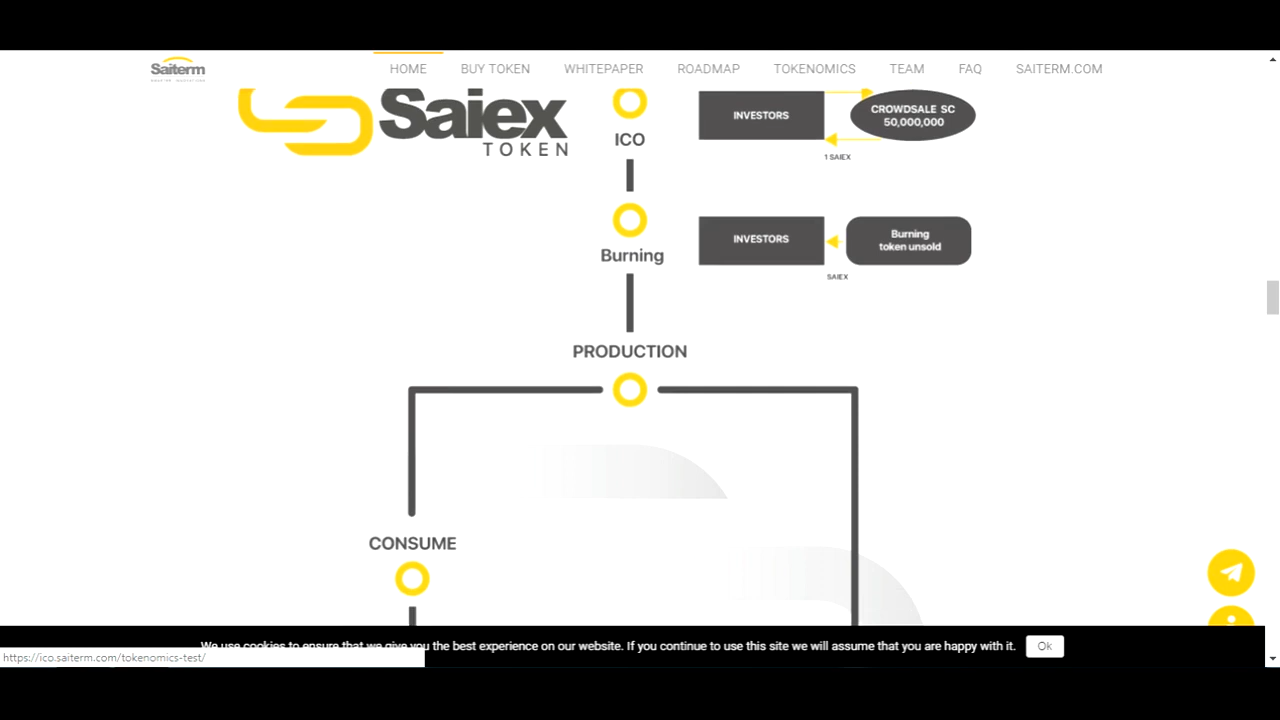 Saiterm
HOME BUY TOKEN WHITEPAPER ROADMAP TOKENOMICS TEAM FAQ SAITERM.COM
Saiex
TOKEN
ICO
INVESTORS
CROWDSALE SC
50,000,000
1 SAIEX
Burning
INVESTORS
Burning
token unsold
SAIEX
PRODUCTION
CONSUME
We use cookies to ensure that we give you the best experience on our website. If you continue to use this site we will assume that you are happy with it. Ok
https://ico.saiterm.com/tokenomics-test/